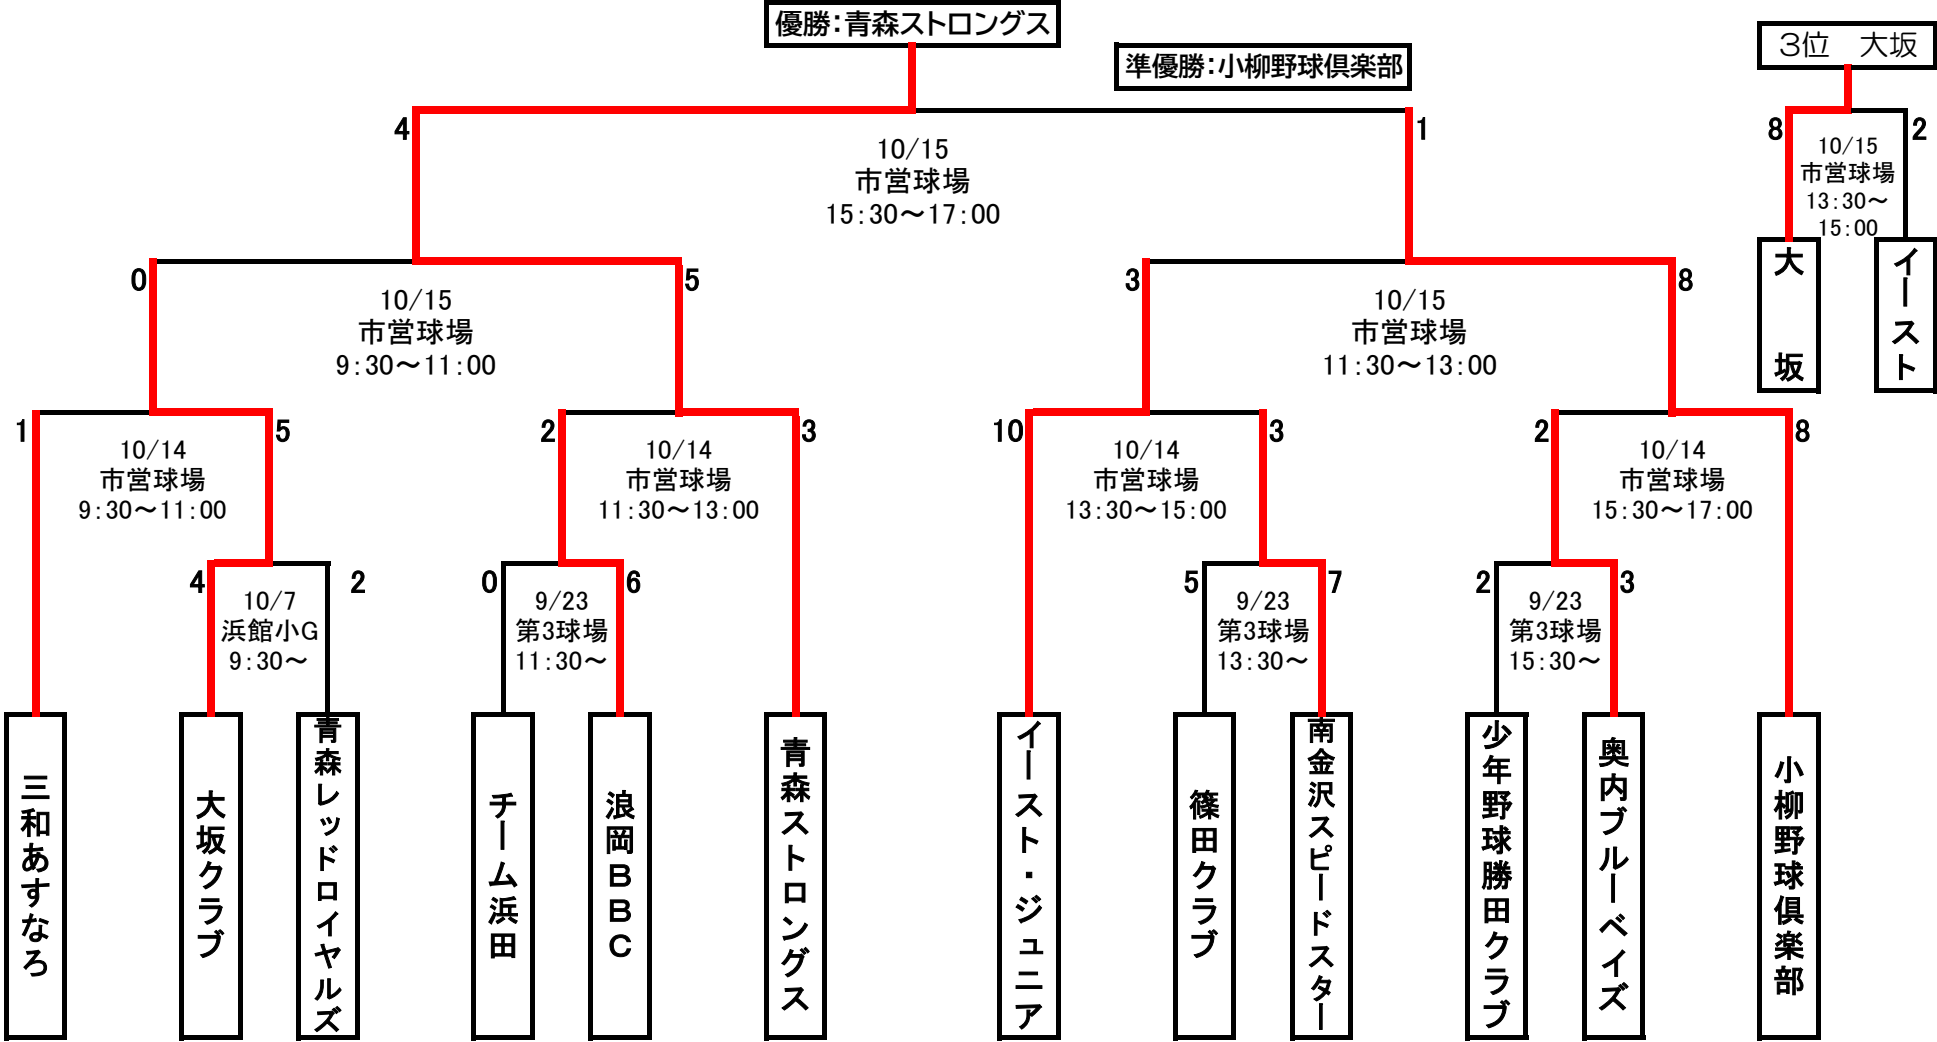 優勝：青森ストロングス
準優勝：小柳野球倶楽部
3位　大坂
4
1
10/15
市営球場
15：30～17：00
8
2
10/15
市営球場
13：30～
15：00
大坂
イースト
0
5
10/15
市営球場
9：30～11：00
3
8
10/15
市営球場
11：30～13：00
1
5
10/14
市営球場
9：30～11：00
2
3
10/14
市営球場
11：30～13：00
10
3
10/14
市営球場
13：30～15：00
2
8
10/14
市営球場
15：30～17：00
4
2
10/7
浜館小G
9：30～
0
6
9/23
第3球場
11：30～
5
7
9/23
第3球場
13：30～
2
3
9/23
第3球場
15：30～
三和あすなろ
大坂クラブ
青森レッドロイヤルズ
チーム浜田
浪岡ＢＢＣ
青森ストロングス
イースト・ジュニア
篠田クラブ
南金沢スピードスター
少年野球勝田クラブ
奥内ブルーベイズ
小柳野球倶楽部